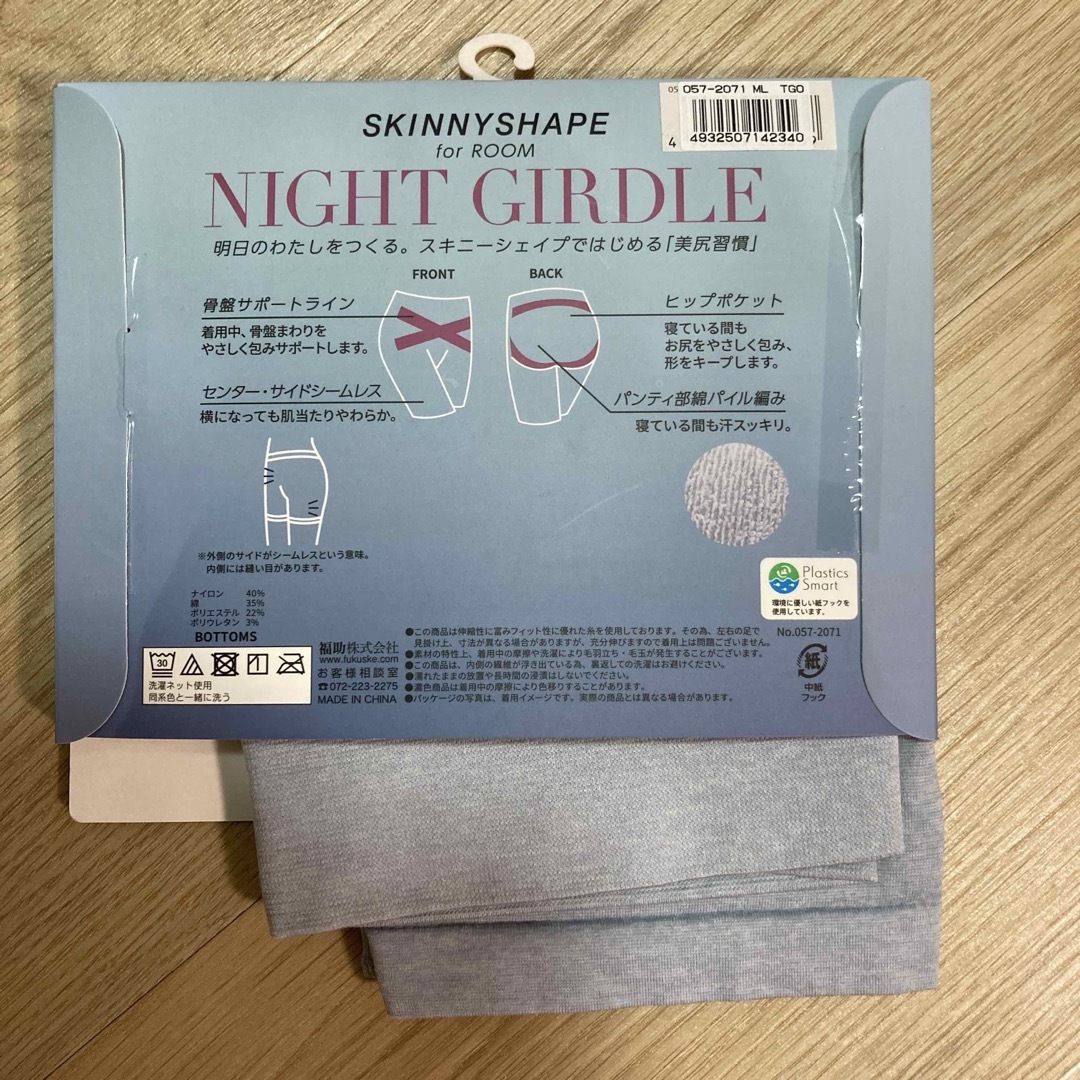 05 057-2071 ML TGO
4 932507 142340
SKINNYSHAPE
for ROOM
NIGHT GIRDLE
明日のわたしをつくる。スキニーシェイプではじめる「美尻習慣」
FRONT
BACK
骨盤サポートライン
着用中、骨盤まわりを
やさしく包みサポートします。
センター・サイドシームレス
横になっても肌当たりやわらか。
ヒップポケット
寝ている間も
お尻をやさしく包み、
形をキープします。
パンティ部綿パイル編み
寝ている間も汗スッキリ。
※外側のサイドがシームレスという意味。
内側には縫い目があります。
ナイロン 40%
綿 35%
ポリエステル 22%
ポリウレタン 3%
BOTTOMS
30
洗濯ネット使用
同系色と一緒に洗う
福助株式会社
www.fukuske.com
お客様相談室
☎072-223-2275
MADE IN CHINA
●この商品は伸縮性に富みフィット性に優れた糸を使用しております。その為、左右の足で
見掛け上、寸法が異なる場合がありますが、充分伸びますので着用上は問題ございません。
●素材の特性上、着用中の摩擦や洗濯により毛羽立ち・毛玉が発生することがございます。
●この商品は、内側の繊維が浮き出ている為、裏返しての洗濯はお避けください。
●濡れたままの放置や長時間の浸漬はしないでください。
●濃色商品は着用中の摩擦により色移りすることがあります。
●パッケージの写真は、着用イメージです。実際の商品とは異なる場合があります。
Plastics
Smart
環境に優しい紙フックを
使用しています。
No.057-2071
紙
中紙
フック